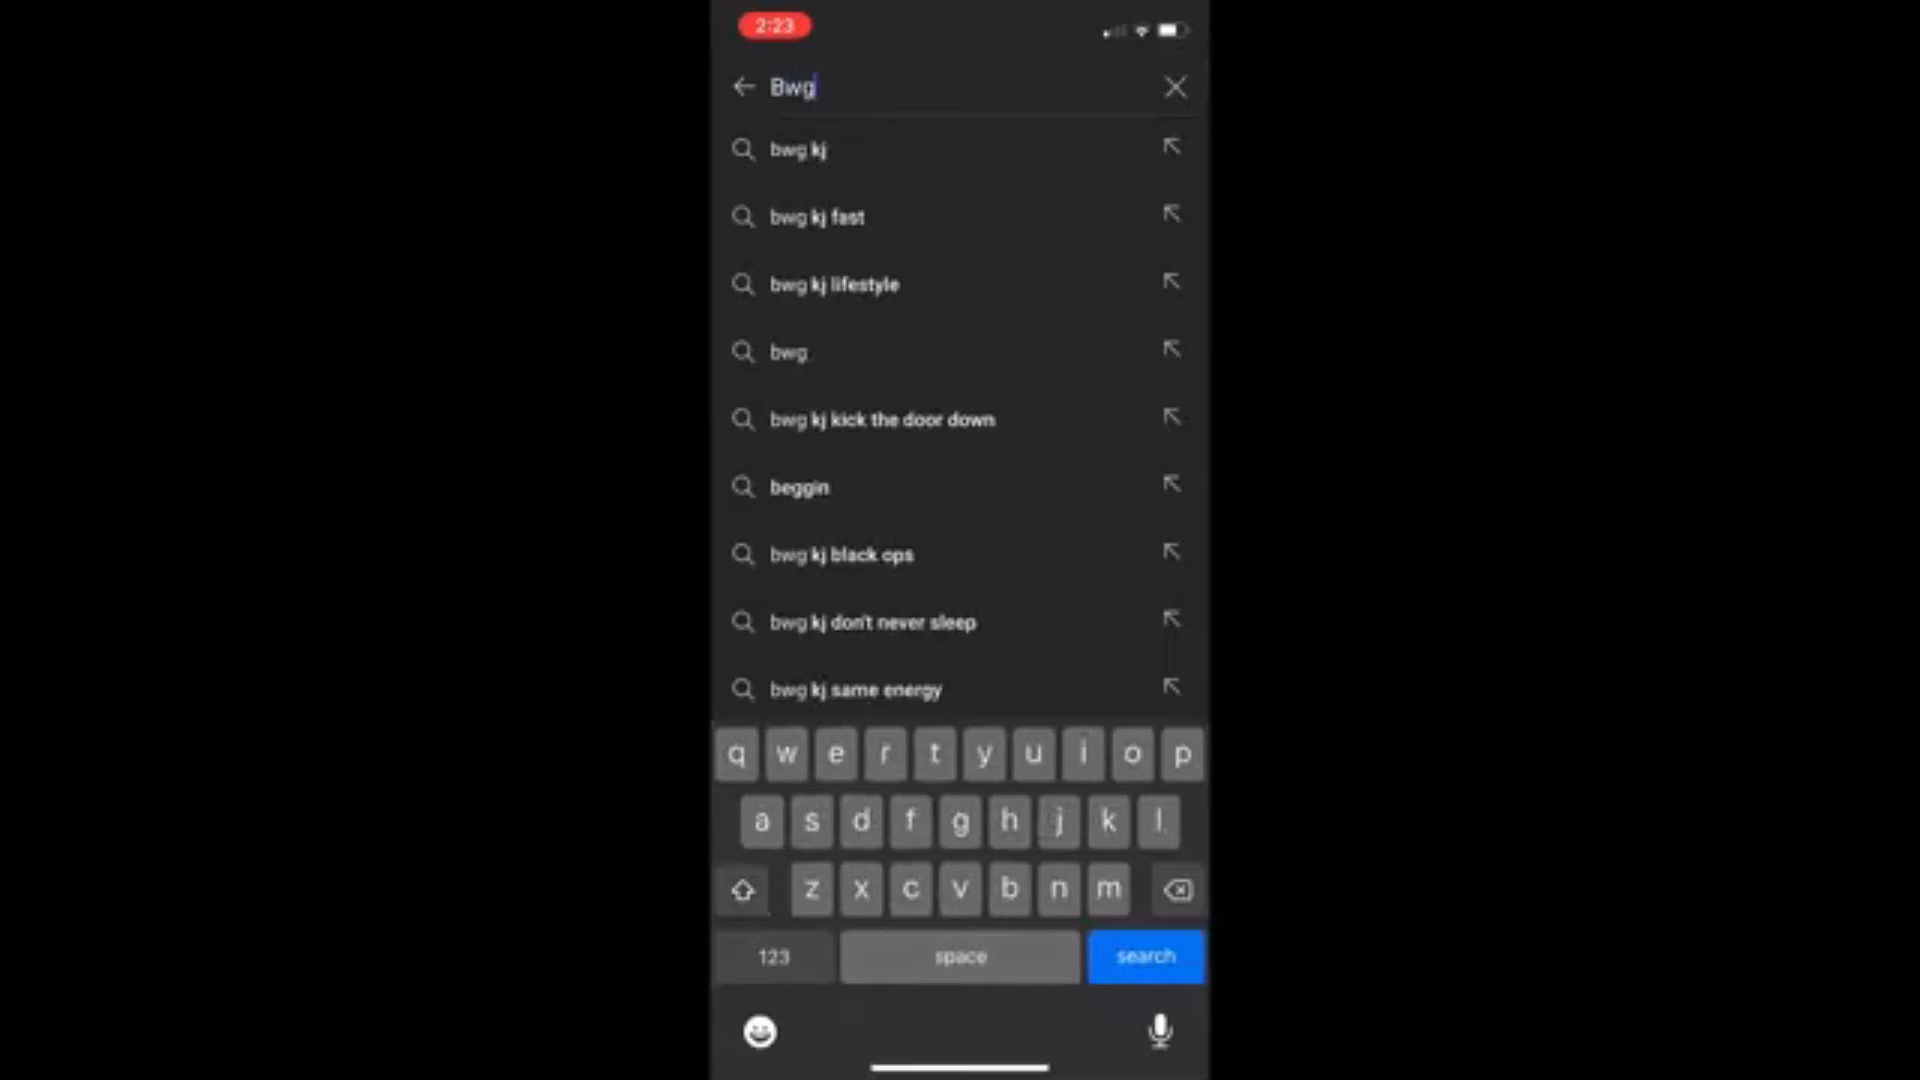 2:23
Bwg
bwg kj
bwg kj fast
bwg kj lifestyle
bwg
bwg kj kick the door down
beggin
bwg kj black ops
bwg kj don't never sleep
bwg kj same energy
q w e r t y u i o p
a s d f g h j k l
z x c v b n m
123 space search